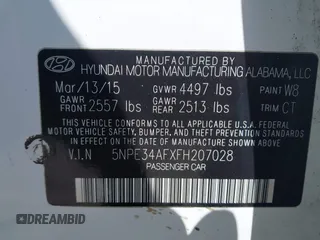 MANUFACTURED BY
HYUNDAI MOTOR MANUFACTURING ALABAMA, LLC
Mar/13/15 GVWR 4497 lbs PAINT W8
GAWR FRONT 2557 lbs GAWR REAR 2513 lbs TRIM CT
THIS VEHICLE CONFORMS TO ALL APPLICABLE
FEDERAL MOTOR VEHICLE SAFETY, BUMPER, AND
THEFT PREVENTION STANDARDS IN EFFECT ON
THE DATE OF MANUFACTURE SHOWN ABOVE.
V.I.N 5NPE34AFXFH207028
PASSENGER CAR
DREAMBID